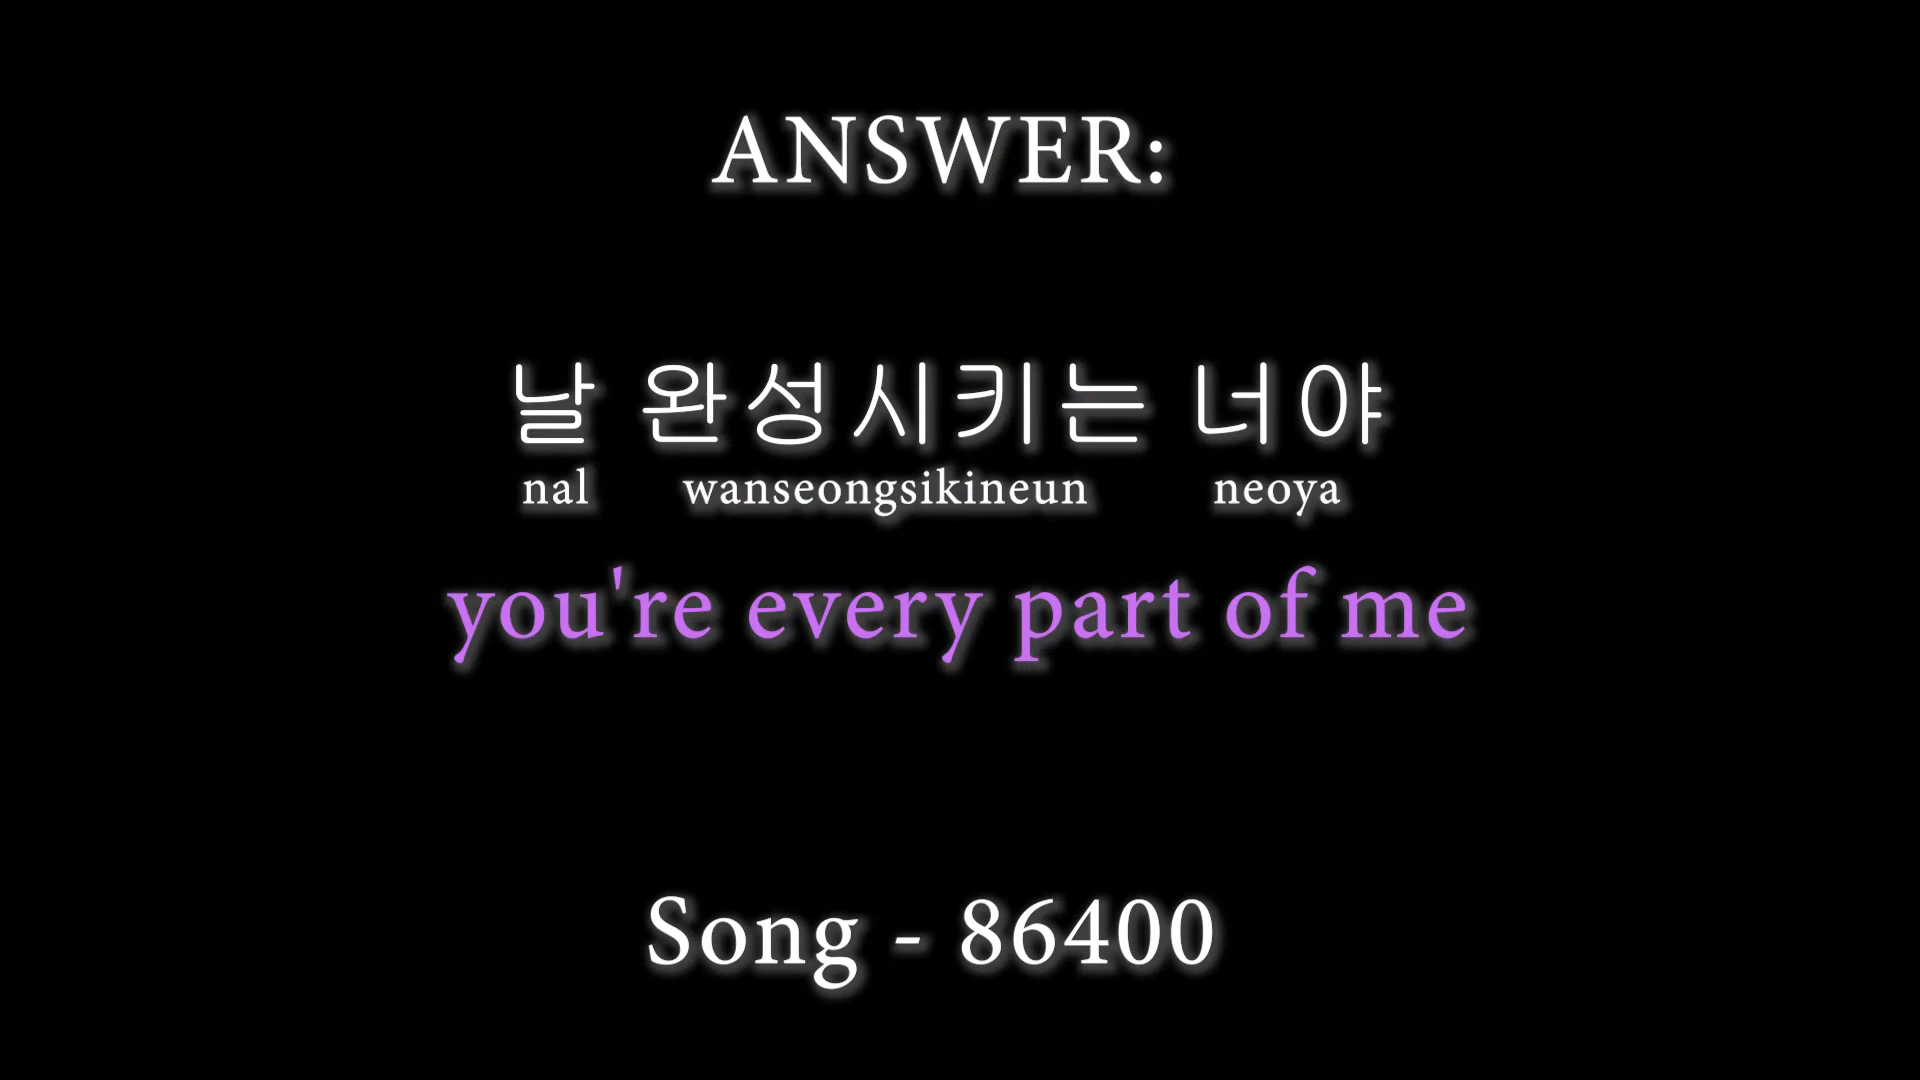 ANSWER:
날 완성시키는 너야
nal wanseongsikineun neoya
you're every part of me
Song - 86400